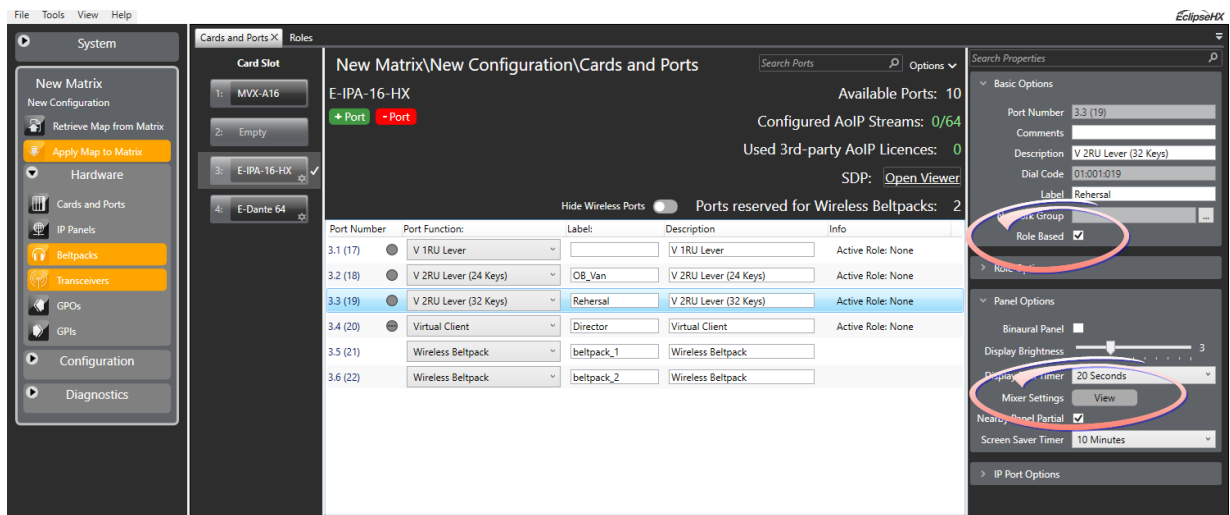 File Tools View Help
EclipseHX
System
New Matrix
New Configuration
Retrieve Map from Matrix
Apply Map to Matrix
Hardware
Cards and Ports
IP Panels
Beltpacks
Transceivers
GPOs
GPIs
Configuration
Diagnostics
Cards and Ports X Roles
Card Slot
1: MVX-A16
2: Empty
3: E-IPA-16-HX
4: E-Dante 64
New Matrix\New Configuration\Cards and Ports
Search Ports
Options
E-IPA-16-HX
Available Ports: 10
+ Port - Port
Configured AoIP Streams: 0/64
Used 3rd-party AoIP Licences: 0
SDP: Open Viewer
Hide Wireless Ports
Ports reserved for Wireless Beltpacks: 2
Port Number Port Function: Label: Description Info
3.1 (17) V 1RU Lever V 1RU Lever Active Role: None
3.2 (18) V 2RU Lever (24 Keys) OB_Van V 2RU Lever (24 Keys) Active Role: None
3.3 (19) V 2RU Lever (32 Keys) Rehersal V 2RU Lever (32 Keys) Active Role: None
3.4 (20) Virtual Client Director Virtual Client Active Role: None
3.5 (21) Wireless Beltpack beltpack_1 Wireless Beltpack
3.6 (22) Wireless Beltpack beltpack_2 Wireless Beltpack
Search Properties
Basic Options
Port Number 3.3 (19)
Comments
Description V 2RU Lever (32 Keys)
Dial Code 01:001:019
Label Rehersal
Group ...
Role Based
Role
Panel Options
Binaural Panel
Display Brightness 3
Timer 20 Seconds
Mixer Settings View
Nearby Panel Partial
Screen Saver Timer 10 Minutes
IP Port Options